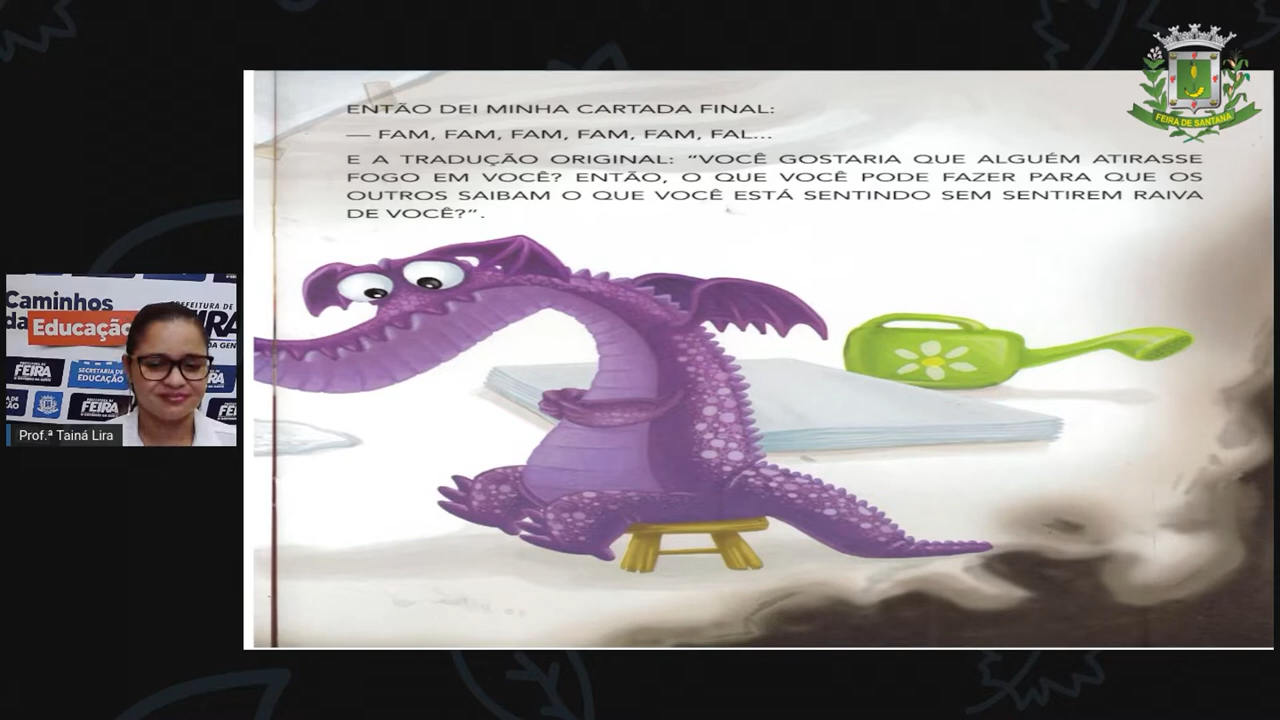 ENTÃO DEI MINHA CARTADA FINAL:
— FAM, FAM, FAM, FAM, FAM, FAL...
E A TRADUÇÃO ORIGINAL: “VOCÊ GOSTARIA QUE ALGUÉM ATIRASSE
FOGO EM VOCÊ? ENTÃO, O QUE VOCÊ PODE FAZER PARA QUE OS
OUTROS SAIBAM O QUE VOCÊ ESTÁ SENTINDO SEM SENTIREM RAIVA
DE VOCÊ?”.
FEIRA DE SANTANA
Caminhos
da Educação
PREFEITURA DE
FEIRA
SECRETARIA DE
EDUCAÇÃO
FEIRA
Prof.ª Tainá Lira